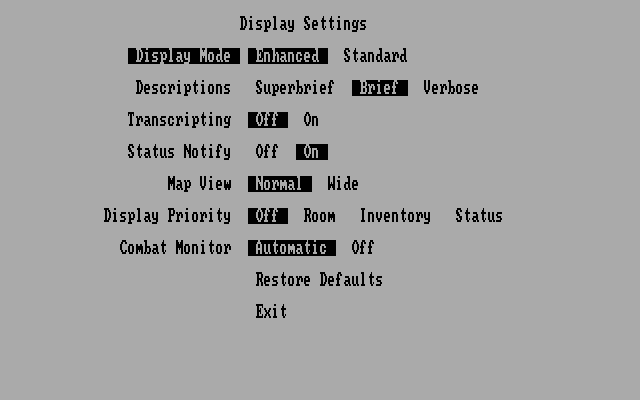 Display Settings
Display Mode Enhanced Standard
Descriptions Superbrief Brief Verbose
Transcripting Off On
Status Notify Off On
Map View Normal Wide
Display Priority Off Room Inventory Status
Combat Monitor Automatic Off
Restore Defaults
Exit